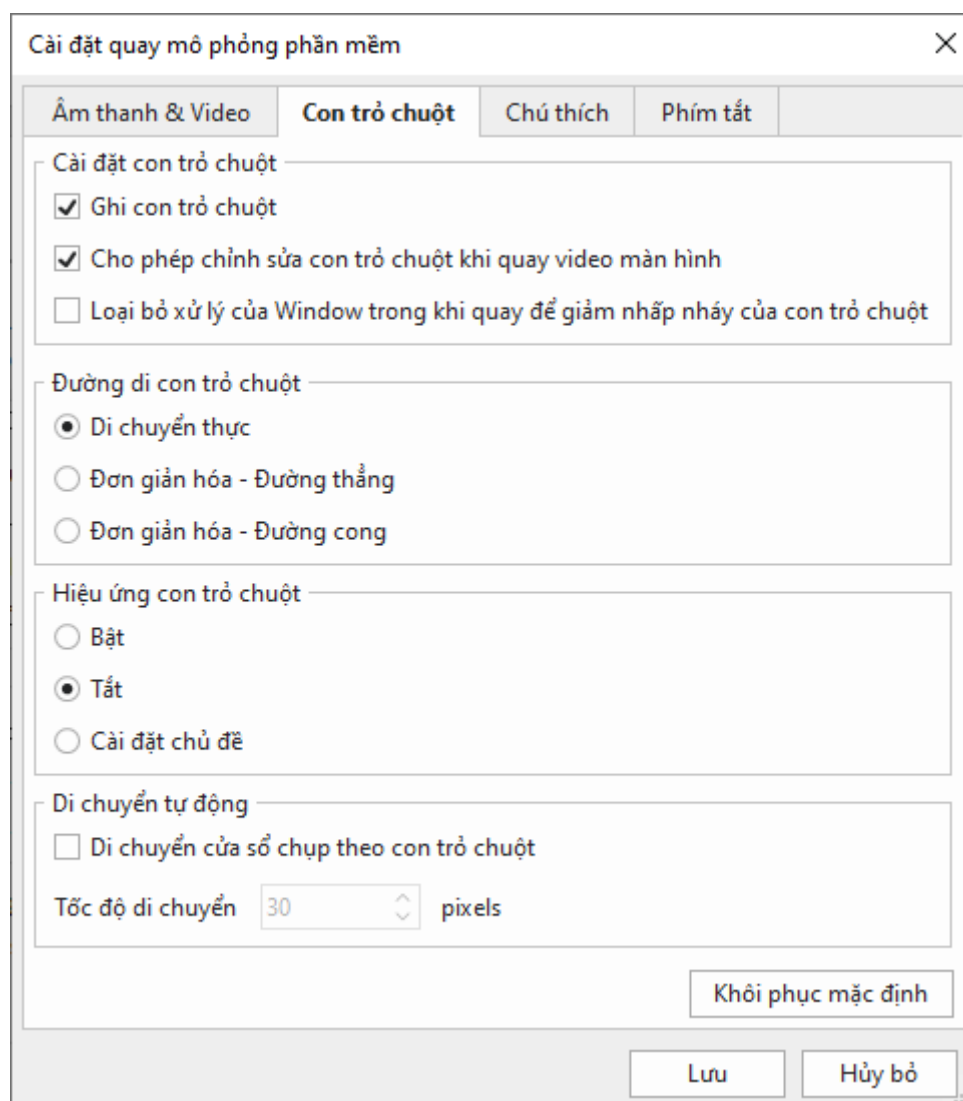 Cài đặt quay mô phỏng phần mềm
Âm thanh & Video Con trỏ chuột Chú thích Phím tắt
Cài đặt con trỏ chuột
Ghi con trỏ chuột
Cho phép chỉnh sửa con trỏ chuột khi quay video màn hình
Loại bỏ xử lý của Window trong khi quay để giảm nhấp nháy của con trỏ chuột
Đường di con trỏ chuột
Di chuyển thực
Đơn giản hóa - Đường thẳng
Đơn giản hóa - Đường cong
Hiệu ứng con trỏ chuột
Bật
Tắt
Cài đặt chủ đề
Di chuyển tự động
Di chuyển cửa sổ chụp theo con trỏ chuột
Tốc độ di chuyển 30 pixels
Khôi phục mặc định
Lưu Hủy bỏ